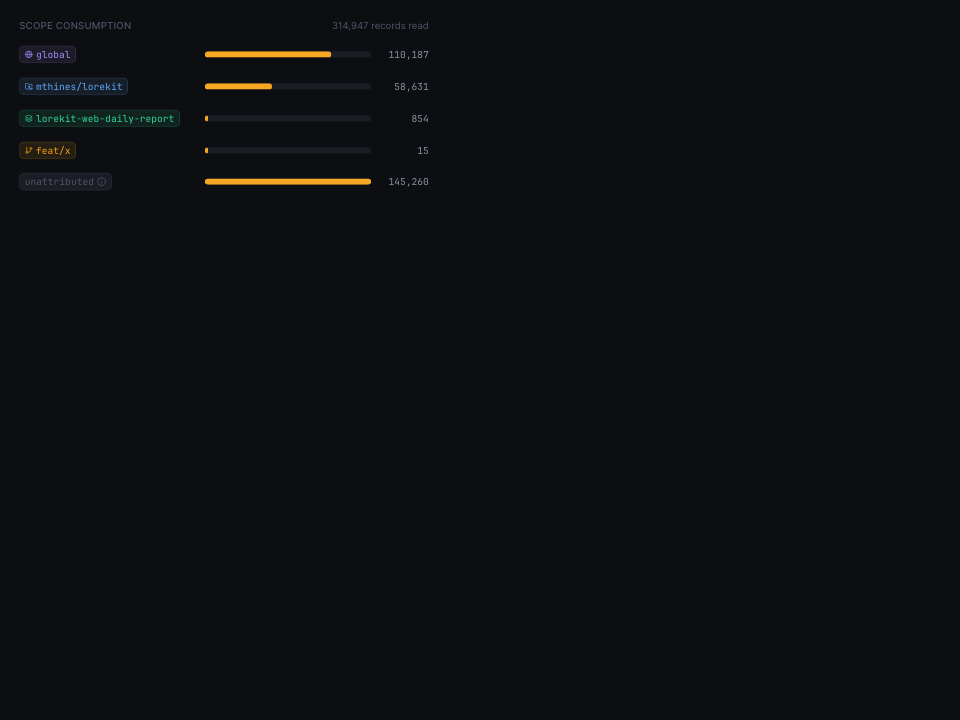 SCOPE CONSUMPTION 314,947 records read
global 110,187
mthines/lorekit 58,631
lorekit-web-daily-report 854
feat/x 15
unattributed 145,260